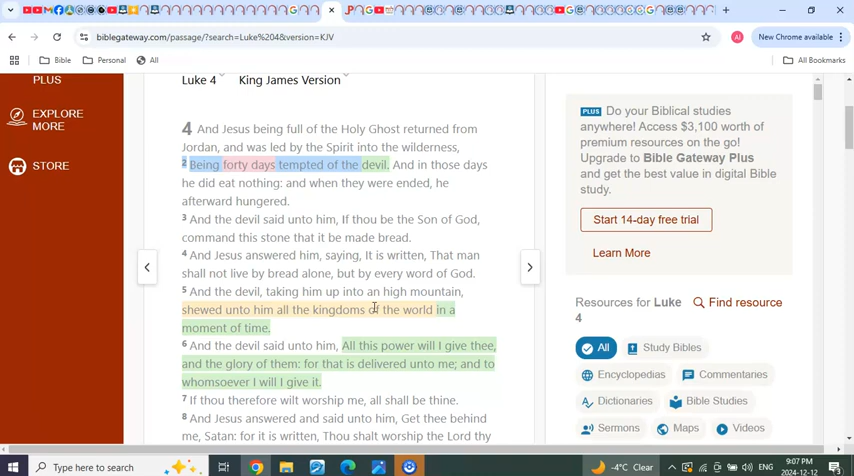 biblegateway.com/passage/?search=Luke%204&version=KJV
AI
New Chrome available
Bible
Personal
All
All Bookmarks
PLUS
EXPLORE
MORE
STORE
Luke 4
King James Version
4 And Jesus being full of the Holy Ghost returned from
Jordan, and was led by the Spirit into the wilderness,
2 Being forty days tempted of the devil. And in those days
he did eat nothing: and when they were ended, he
afterward hungered.
3 And the devil said unto him, If thou be the Son of God,
command this stone that it be made bread.
4 And Jesus answered him, saying, It is written, That man
shall not live by bread alone, but by every word of God.
5 And the devil, taking him up into an high mountain,
shewed unto him all the kingdoms of the world in a
moment of time.
6 And the devil said unto him, All this power will I give thee,
and the glory of them: for that is delivered unto me; and to
whomsoever I will I give it.
7 If thou therefore wilt worship me, all shall be thine.
8 And Jesus answered and said unto him, Get thee behind
me, Satan: for it is written, Thou shalt worship the Lord thy
PLUS Do your Biblical studies
anywhere! Access $3,100 worth of
premium resources on the go!
Upgrade to Bible Gateway Plus
and get the best value in digital Bible
study.
Start 14-day free trial
Learn More
Resources for Luke
4
Find resource
All
Study Bibles
Encyclopedias
Commentaries
Dictionaries
Bible Studies
Sermons
Maps
Videos
Type here to search
-4°C Clear
ENG
9:07 PM
2024-12-12